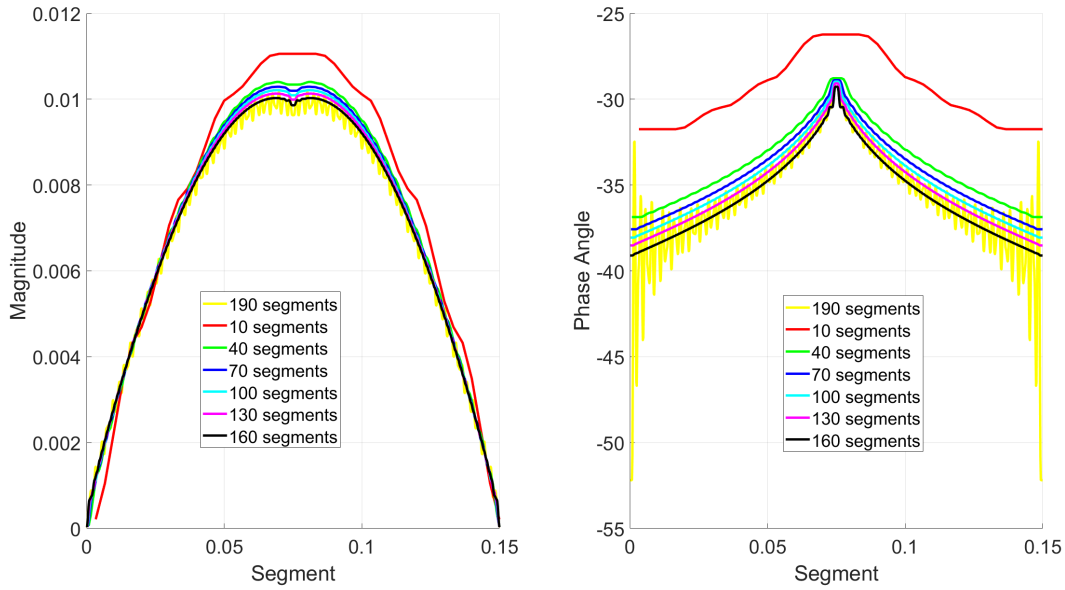 0.012
0.01
0.008
0.006
0.004
0.002
0
Magnitude
190 segments
10 segments
40 segments
70 segments
100 segments
130 segments
160 segments
0 0.05 0.1 0.15
Segment
-25
-30
-35
-40
-45
-50
-55
Phase Angle
190 segments
10 segments
40 segments
70 segments
100 segments
130 segments
160 segments
0 0.05 0.1 0.15
Segment